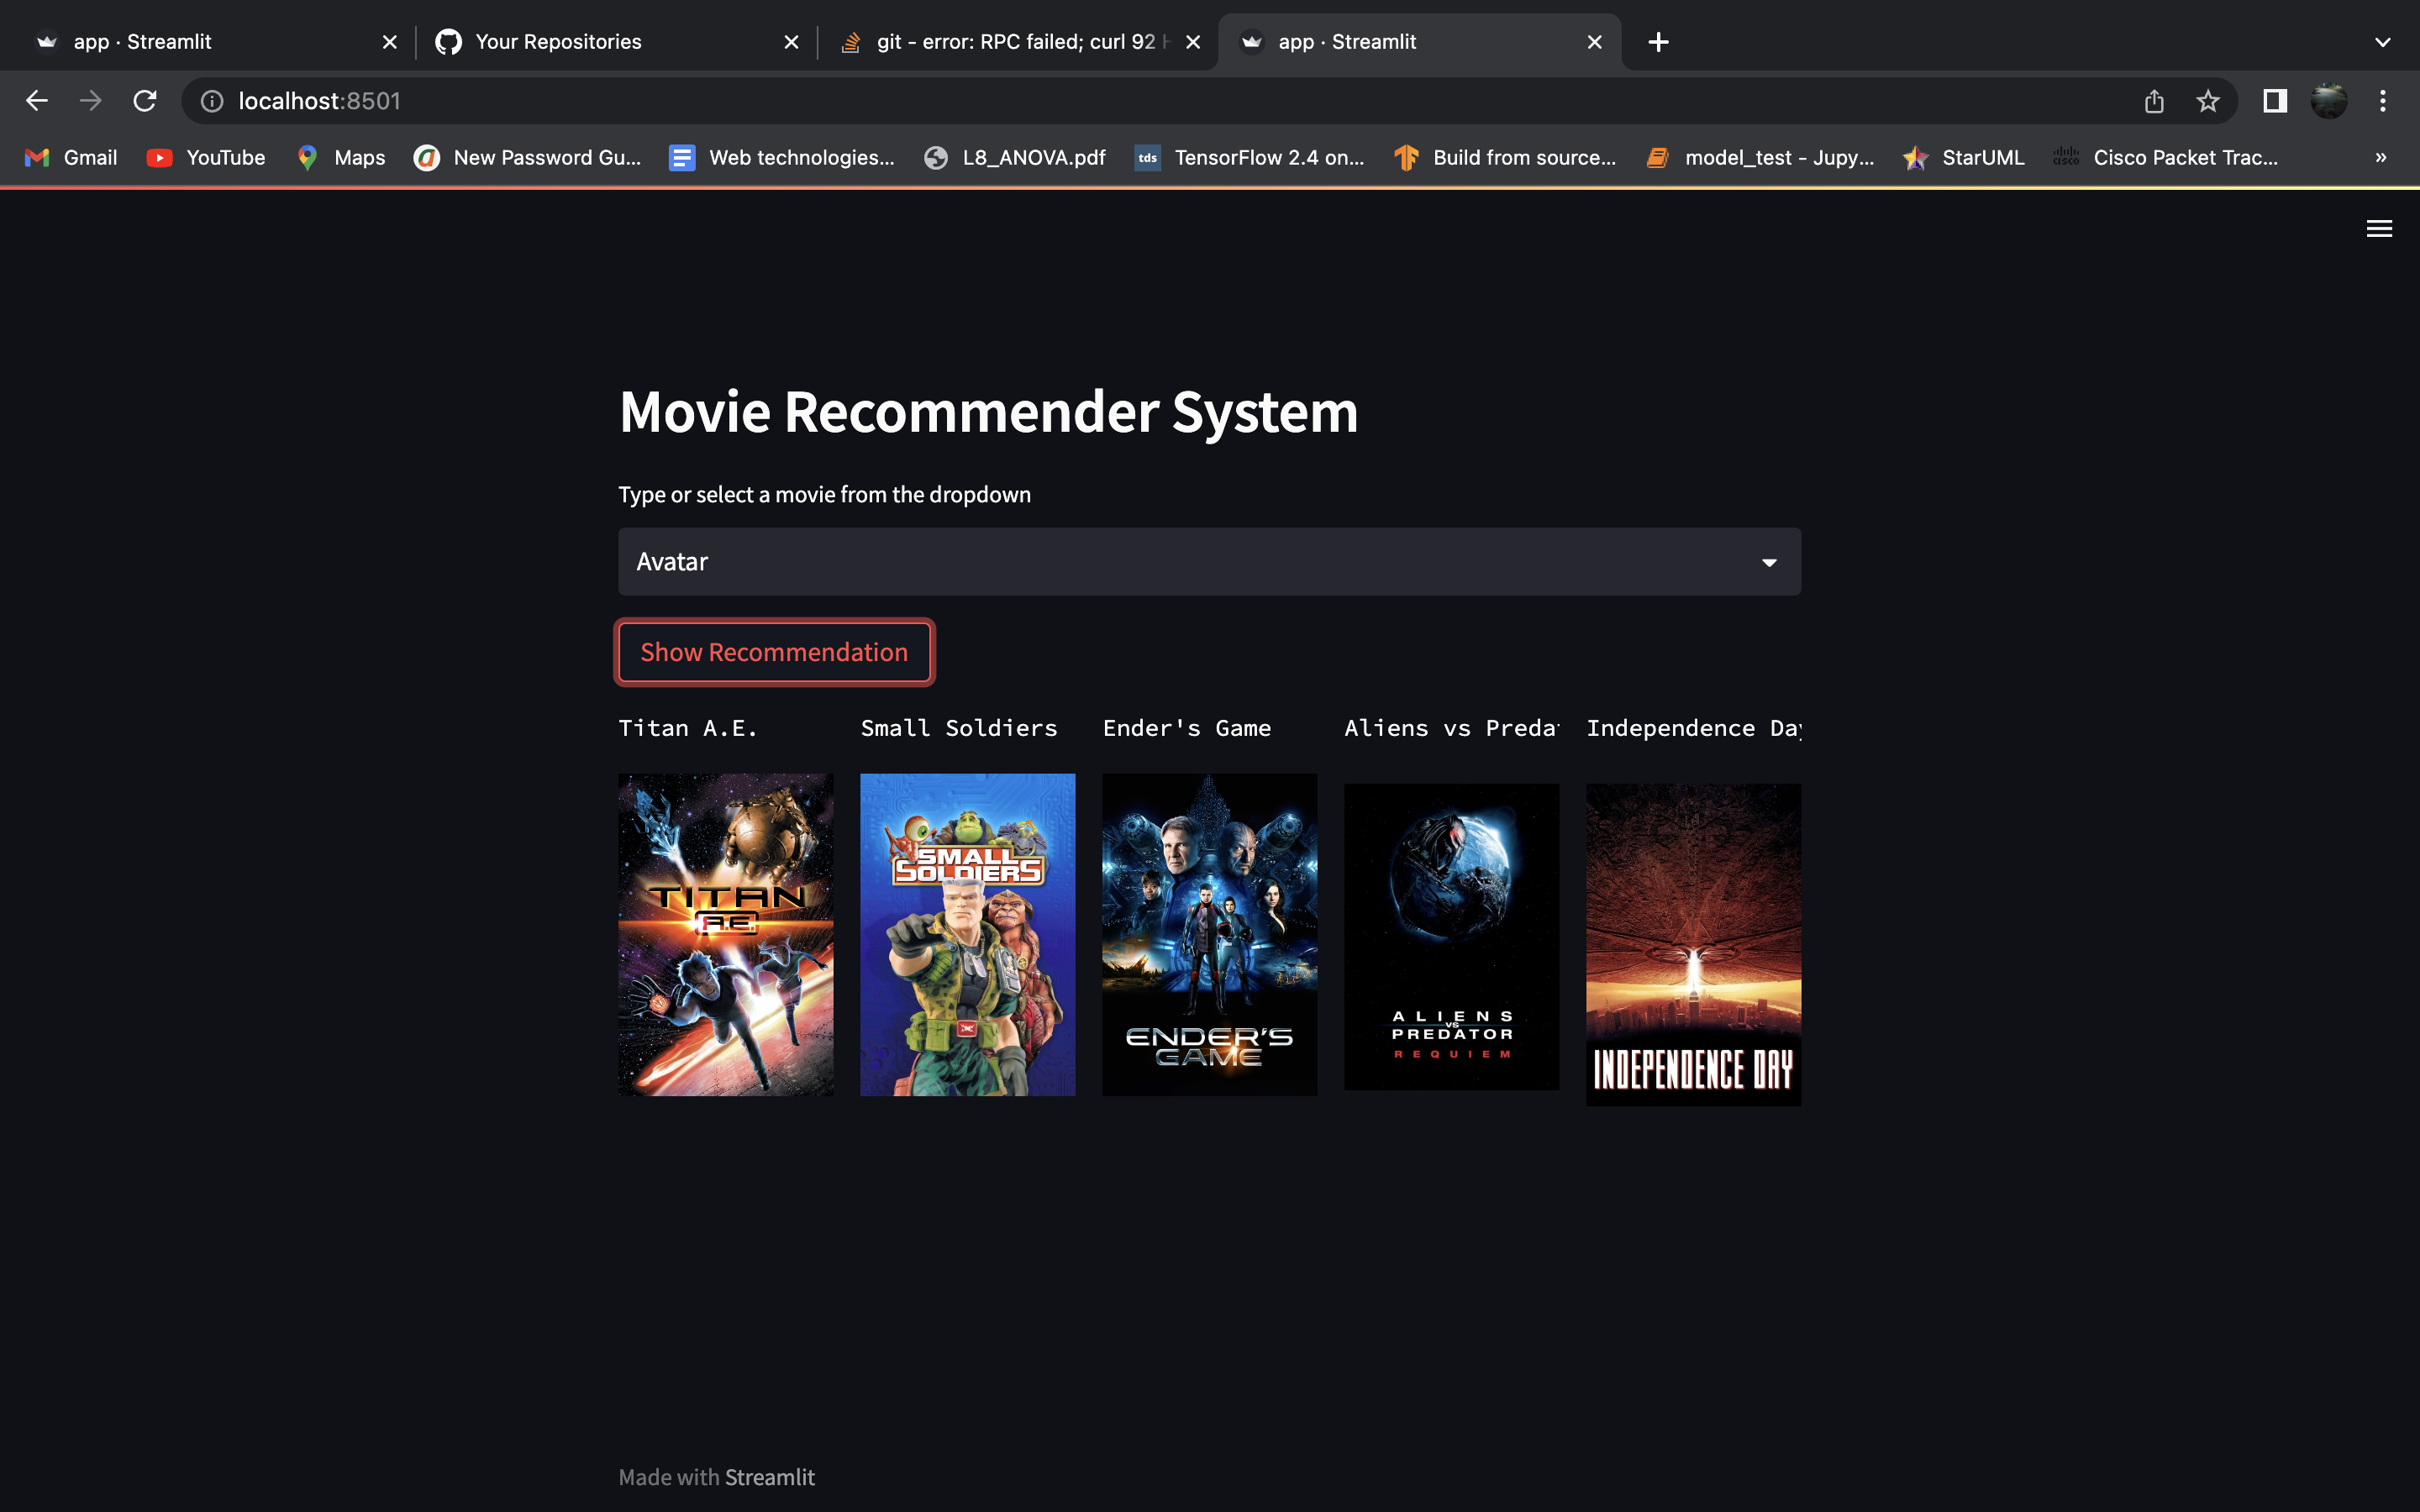 app · Streamlit
Your Repositories
git - error: RPC failed; curl 92 H
app · Streamlit
localhost:8501
Gmail
YouTube
Maps
New Password Gu...
Web technologies...
L8_ANOVA.pdf
tds
TensorFlow 2.4 on...
Build from source...
model_test - Jupy...
StarUML
cisco
Cisco Packet Trac...
»
Movie Recommender System
Type or select a movie from the dropdown
Avatar
Show Recommendation
Titan A.E.
Small Soldiers
Ender's Game
Aliens vs Predat
Independence Day
TITAN
A.E.
SMALL
SOLDIERS
ENDER'S
GAME
ALIENS
VS
PREDATOR
REQUIEM
INDEPENDENCE DAY
Made with Streamlit